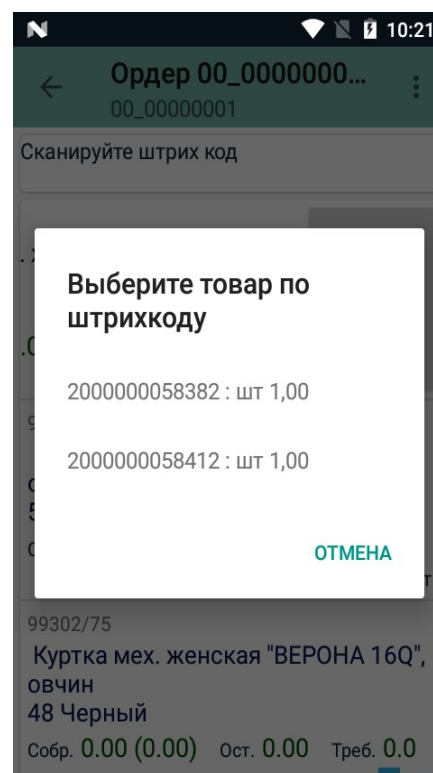 10:21
Ордер 00_0000000...
00_00000001
Сканируйте штрих код
Выберите товар по
штрихкоду
2000000058382 : шт 1,00
2000000058412 : шт 1,00
ОТМЕНА
99302/75
Куртка мех. женская "ВЕРОНА 16Q",
овчин
48 Черный
Собр. 0.00 (0.00) Ост. 0.00 Треб. 0.0